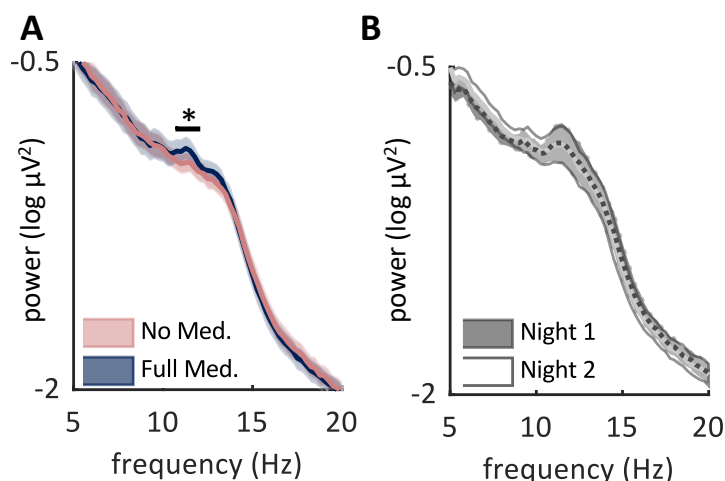 A
-0.5
*
power (log μV²)
No Med.
Full Med.
-2
5
10
15
20
frequency (Hz)
B
-0.5
power (log μV²)
Night 1
Night 2
-2
5
10
15
20
frequency (Hz)